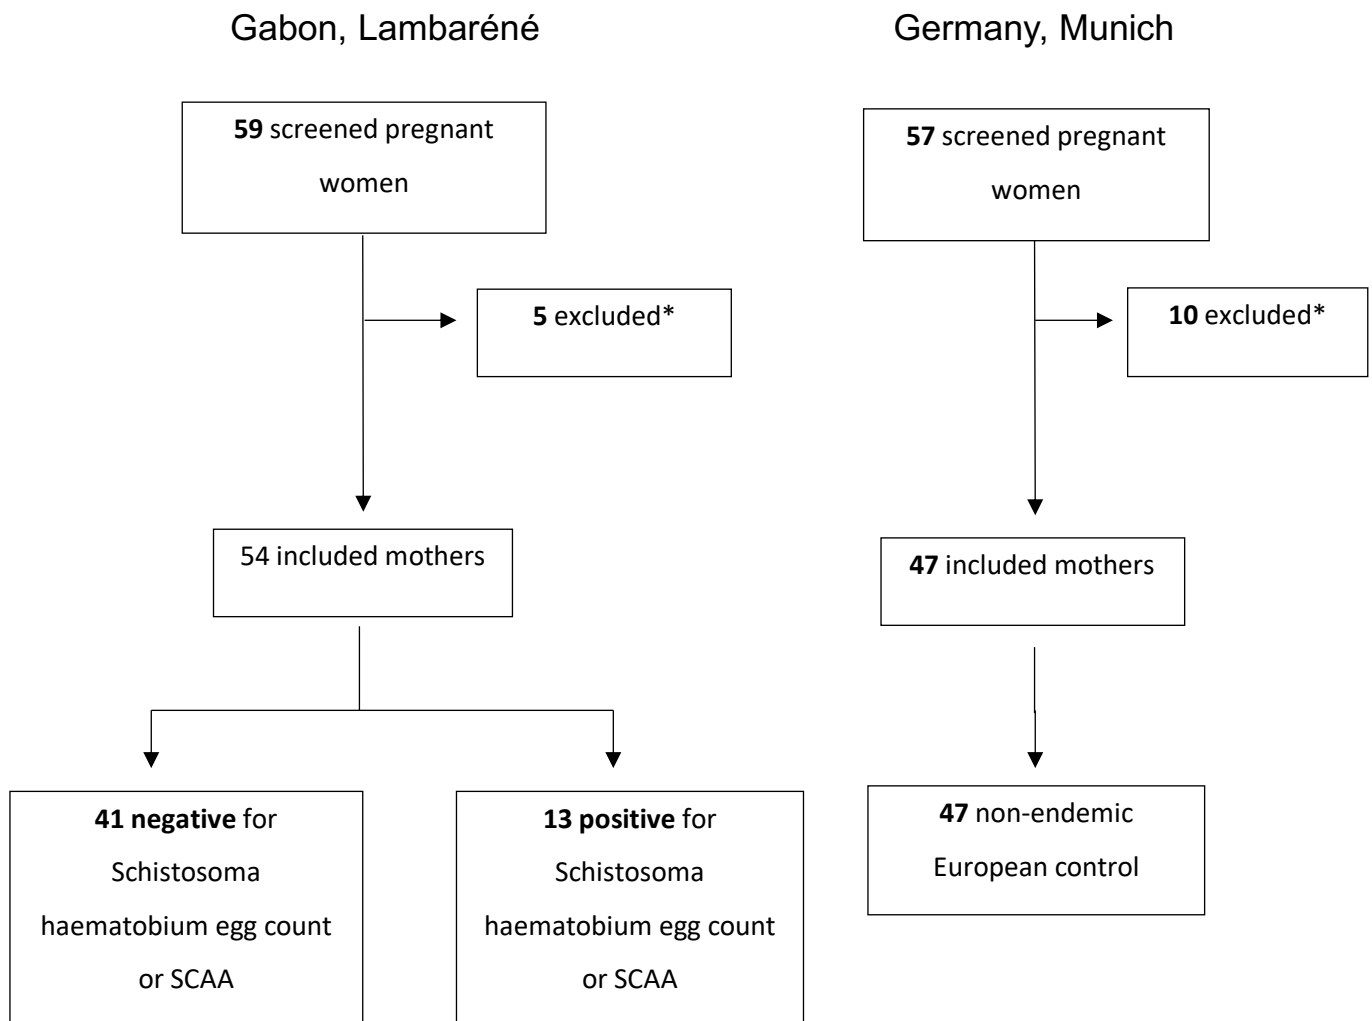 Gabon, Lambaréné
Germany, Munich
59 screened pregnant
women
57 screened pregnant
women
5 excluded*
10 excluded*
54 included mothers
47 included mothers
41 negative for
Schistosoma
haematobium egg count
or SCAA
13 positive for
Schistosoma
haematobium egg count
or SCAA
47 non-endemic
European control